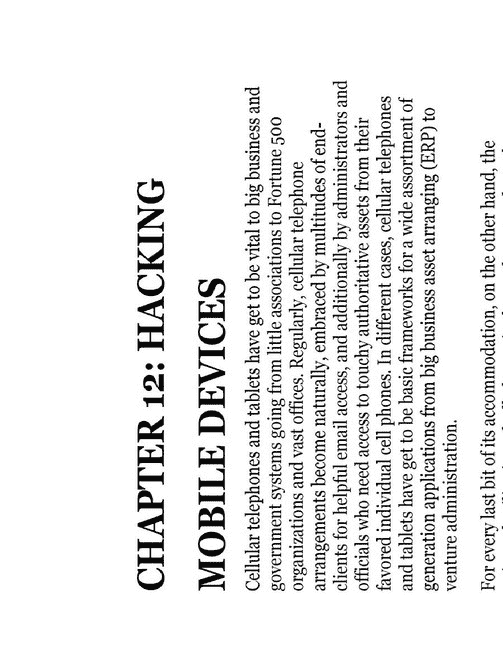 CHAPTER 12: HACKING
MOBILE DEVICES
Cellular telephones and tablets have get to be vital to big business and
government systems going from little associations to Fortune 500
organizations and vast offices. Regularly, cellular telephone
arrangements become naturally, embraced by multitudes of end-
clients for helpful email access, and additionally by administrators and
officials who need access to touchy authoritative assets from their
favored individual cell phones. In different cases, cellular telephones
and tablets have get to be basic frameworks for a wide assortment of
generation applications from big business asset arranging (ERP) to
venture administration.
For every last bit of its accommodation, on the other hand, the